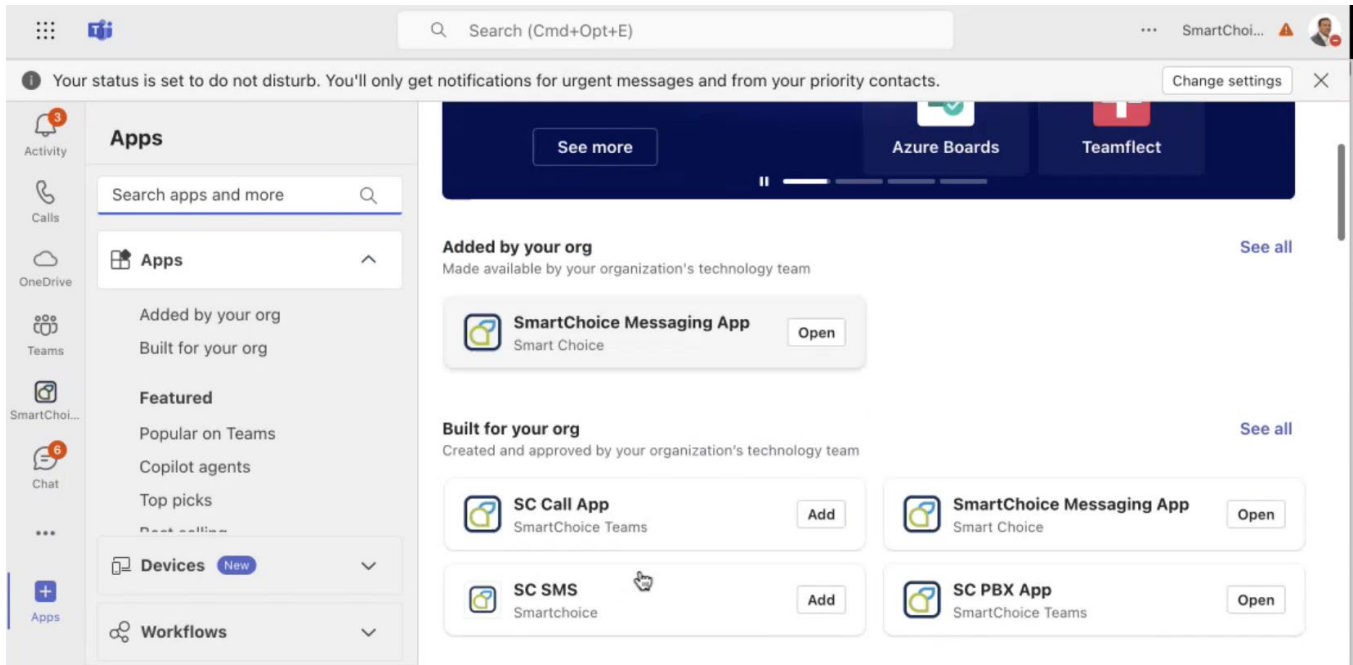 Search (Cmd+Opt+E)
... SmartChoi...
Your status is set to do not disturb. You'll only get notifications for urgent messages and from your priority contacts.
Change settings
3
Activity
Calls
OneDrive
Teams
SmartChoi...
6
Chat
Apps
Apps
Search apps and more
Apps
Added by your org
Built for your org
Featured
Popular on Teams
Copilot agents
Top picks
Best selling
Devices New
Workflows
See more
Azure Boards
Teamflect
Added by your org
See all
Made available by your organization's technology team
SmartChoice Messaging App
Smart Choice
Open
Built for your org
See all
Created and approved by your organization's technology team
SC Call App
SmartChoice Teams
Add
SmartChoice Messaging App
Smart Choice
Open
SC SMS
Smartchoice
Add
SC PBX App
SmartChoice Teams
Open